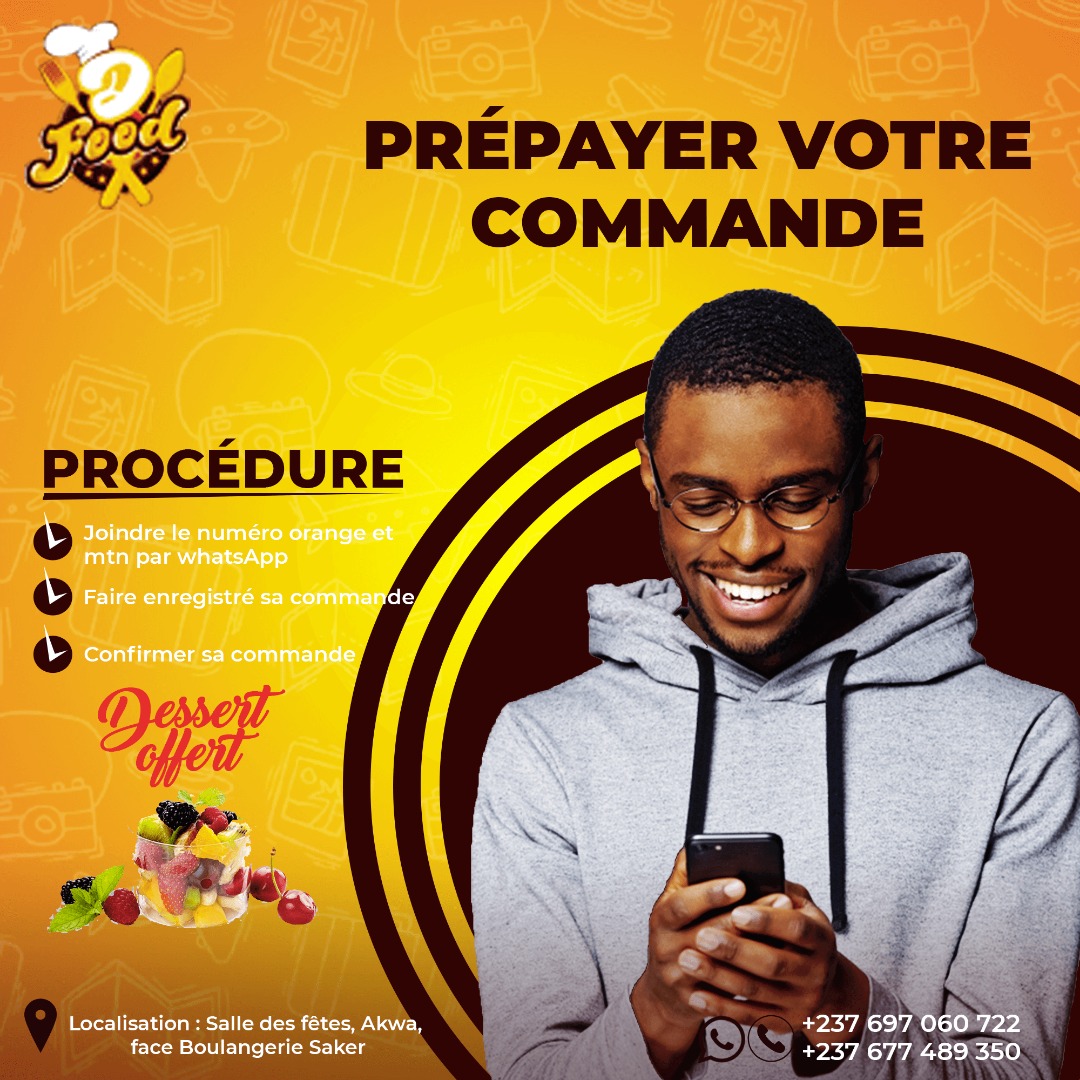 D
Food
PRÉPAYER VOTRE
COMMANDE
PROCÉDURE
Joindre le numéro orange et
mtn par whatsApp
Faire enregistré sa commande
Confirmer sa commande
Dessert
offert
Localisation : Salle des fêtes, Akwa,
face Boulangerie Saker
+237 697 060 722
+237 677 489 350